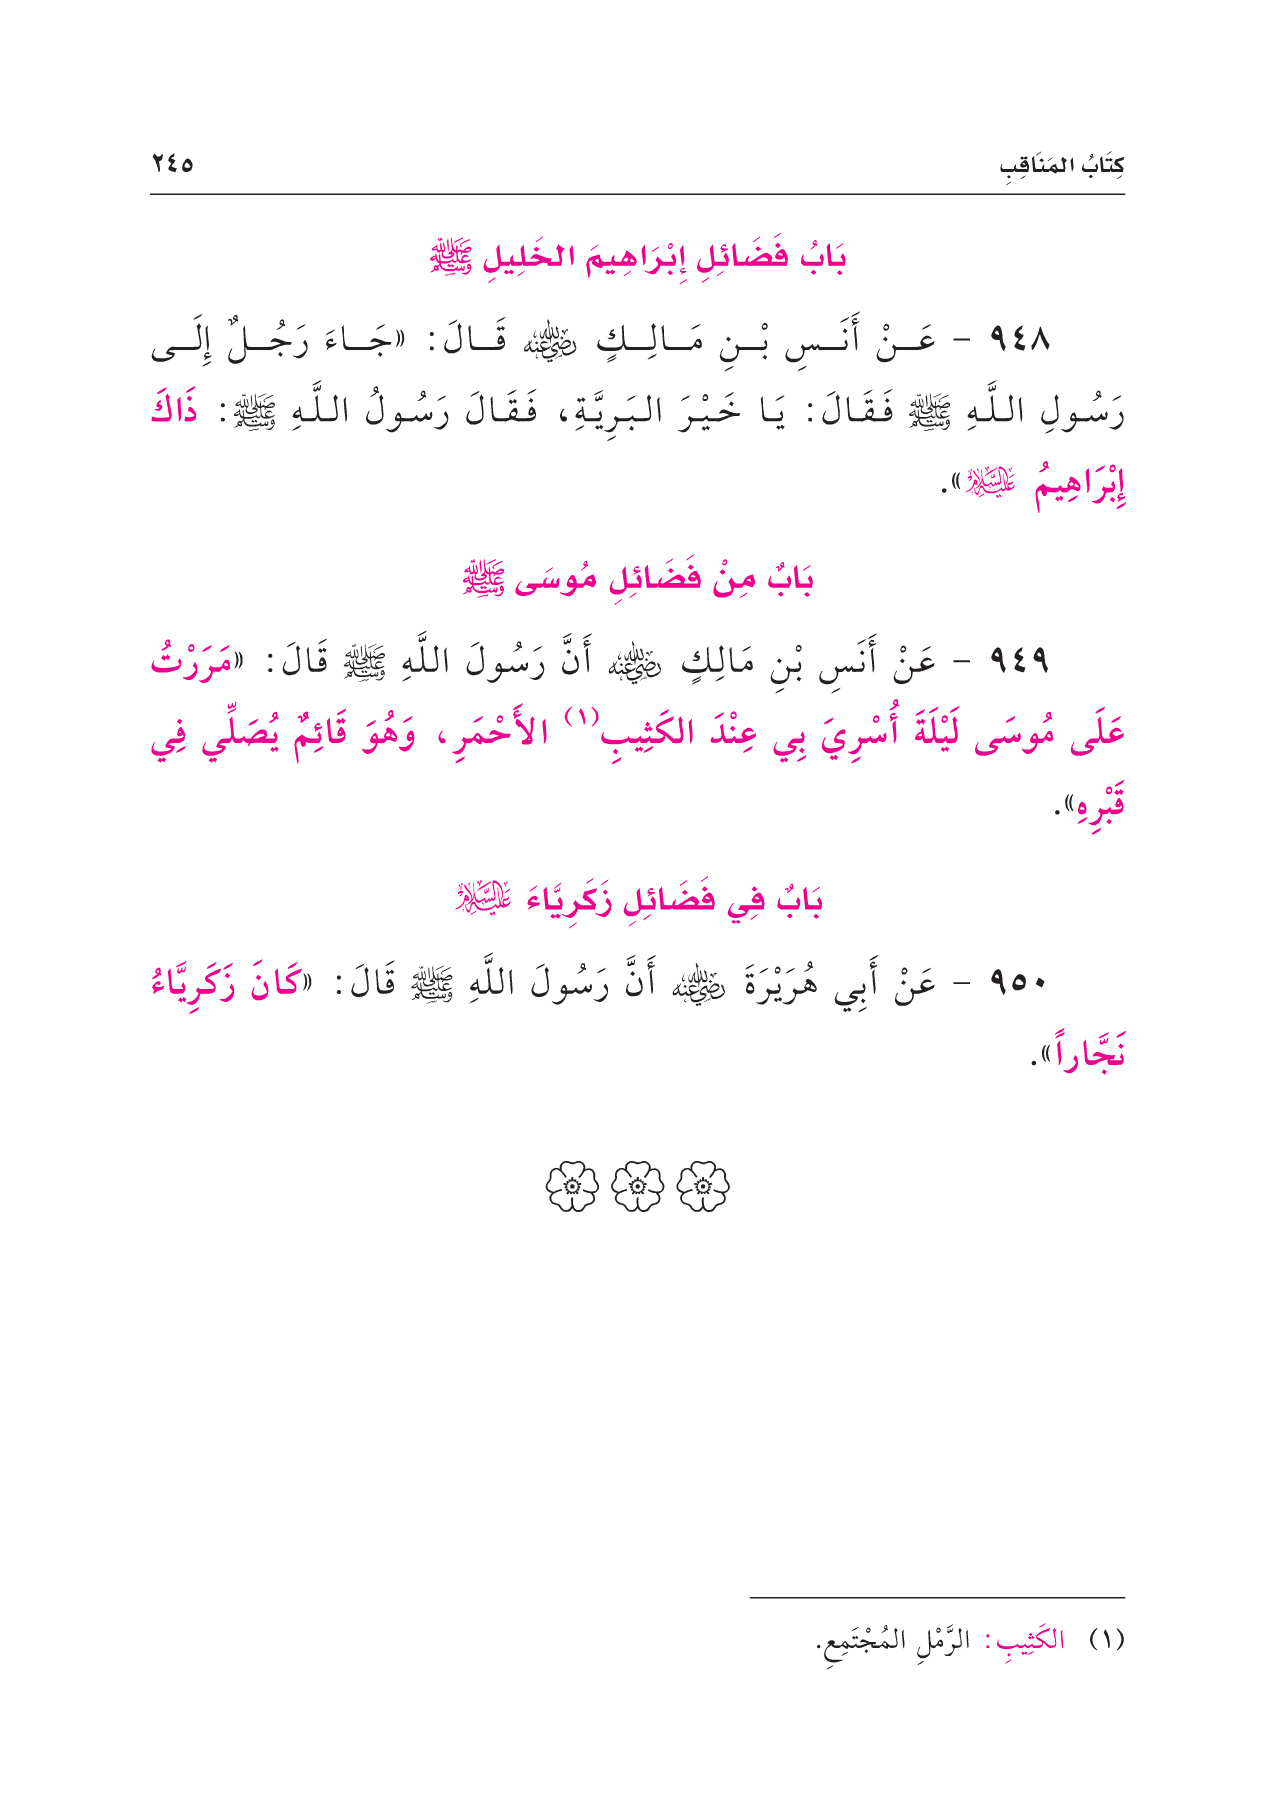 كِتَابُ المَنَاقِبِ ٢٤٥
بَابُ فَضَائِلِ إِبْرَاهِيمَ الخَلِيلِ ﷺ
٩٤٨ - عَنْ أَنَسِ بْنِ مَالِكٍ رضي الله عنه قَالَ: «جَاءَ رَجُلٌ إِلَى
رَسُولِ اللَّهِ ﷺ فَقَالَ: يَا خَيْرَ البَرِيَّةِ، فَقَالَ رَسُولُ اللَّهِ ﷺ: ذَاكَ
إِبْرَاهِيمُ عليه السلام».
بَابٌ مِنْ فَضَائِلِ مُوسَى ﷺ
٩٤٩ - عَنْ أَنَسِ بْنِ مَالِكٍ رضي الله عنه أَنَّ رَسُولَ اللَّهِ ﷺ قَالَ: «مَرَرْتُ
عَلَى مُوسَى لَيْلَةَ أُسْرِيَ بِي عِنْدَ الكَثِيبِ(١) الأَحْمَرِ، وَهُوَ قَائِمٌ يُصَلِّي فِي
قَبْرِهِ».
بَابٌ فِي فَضَائِلِ زَكَرِيَّاءَ عليه السلام
٩٥٠ - عَنْ أَبِي هُرَيْرَةَ رضي الله عنه أَنَّ رَسُولَ اللَّهِ ﷺ قَالَ: «كَانَ زَكَرِيَّاءُ
نَجَّاراً».
(١) الكَثِيبِ: الرَّمْلِ المُجْتَمِعِ.